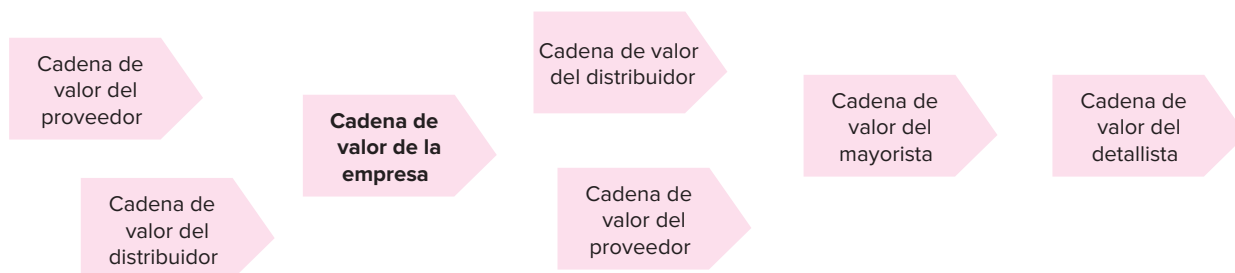 Cadena de
valor del
proveedor
Cadena de
valor del
distribuidor
Cadena de
valor de la
empresa
Cadena de valor
del distribuidor
Cadena de
valor del
proveedor
Cadena de
valor del
mayorista
Cadena de
valor del
detallista